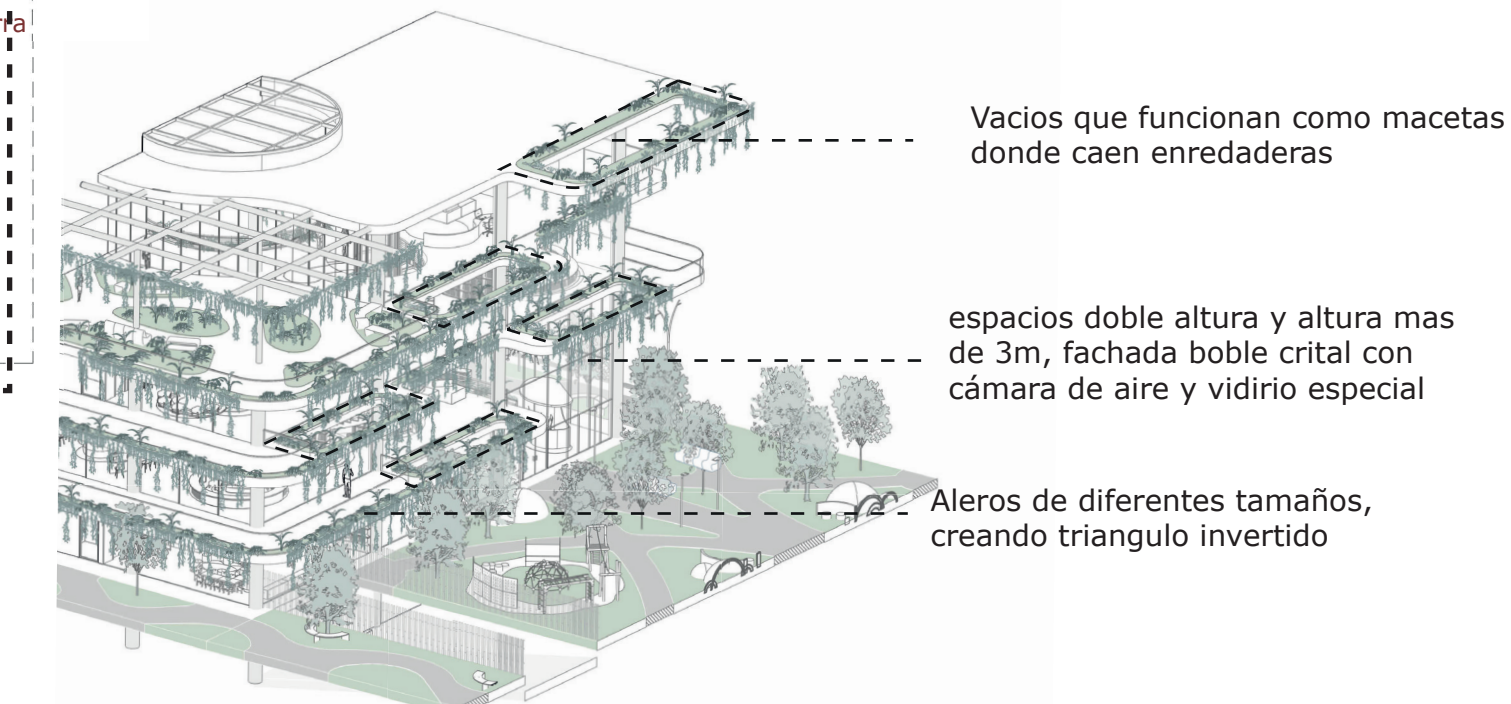 rra
Vacios que funcionan como macetas
donde caen enredaderas
espacios doble altura y altura mas
de 3m, fachada boble crital con
cámara de aire y vidirio especial
Aleros de diferentes tamaños,
creando triangulo invertido